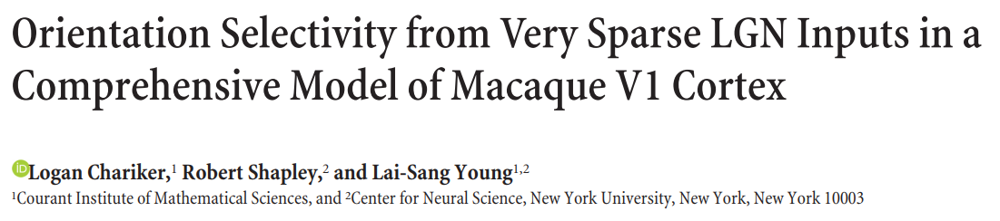 Orientation Selectivity from Very Sparse LGN Inputs in a
Comprehensive Model of Macaque V1 Cortex
iD Logan Chariker,¹ Robert Shapley,² and Lai-Sang Young¹,²
¹Courant Institute of Mathematical Sciences, and ²Center for Neural Science, New York University, New York, New York 10003